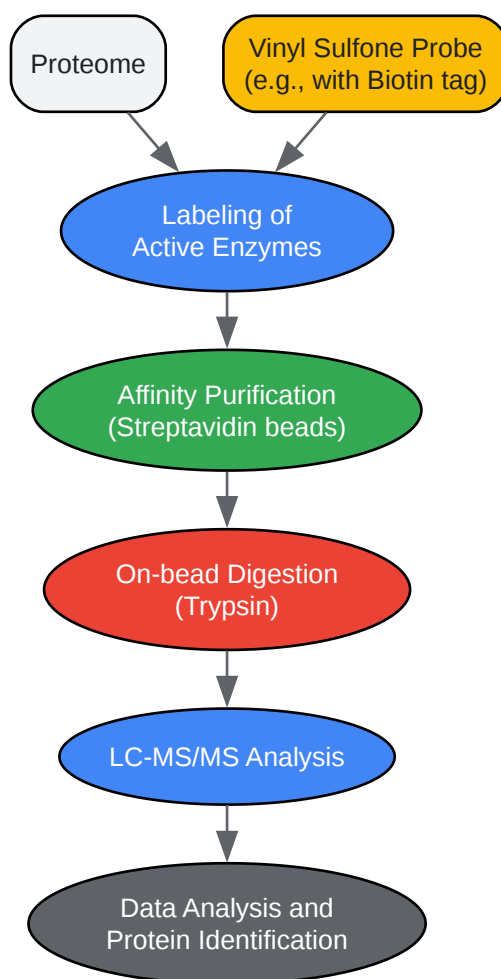 Proteome
Vinyl Sulfone Probe
(e.g., with Biotin tag)
Labeling of
Active Enzymes
Affinity Purification
(Streptavidin beads)
On-bead Digestion
(Trypsin)
LC-MS/MS Analysis
Data Analysis and
Protein Identification